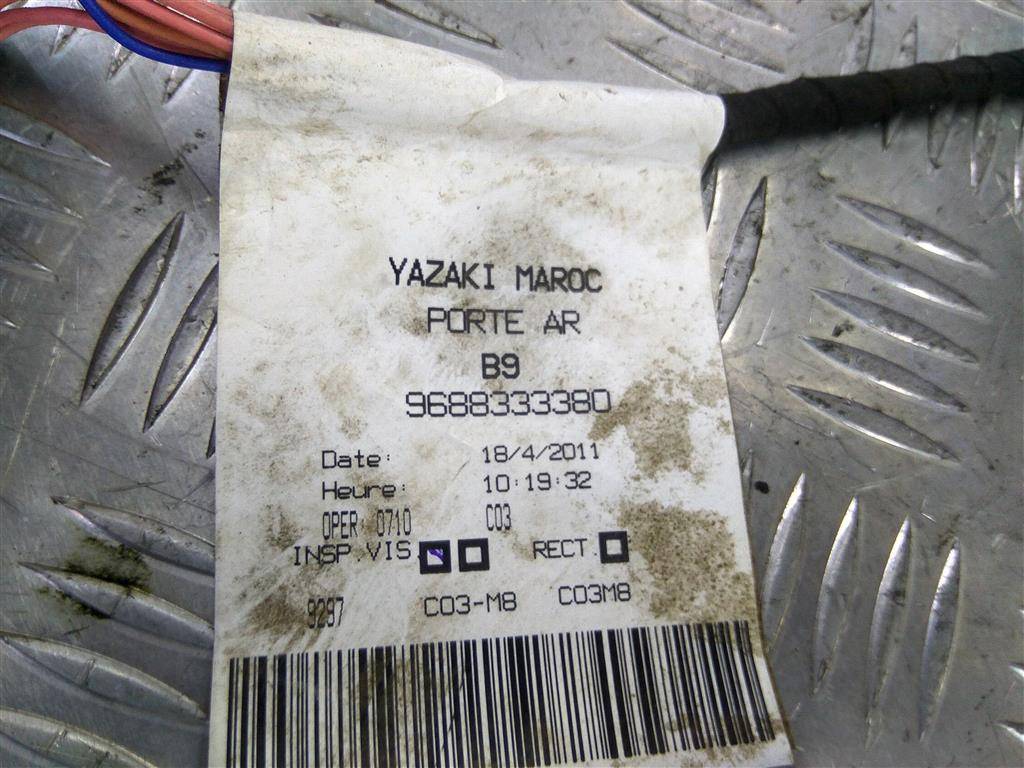 YAZAKI MAROC
PORTE AR
B9
9688333380
Date: 18/4/2011
Heure: 10:19:32
OPER: 0710 C03
INSP.VIS. RECT.
9297 C03-M8 C03M8